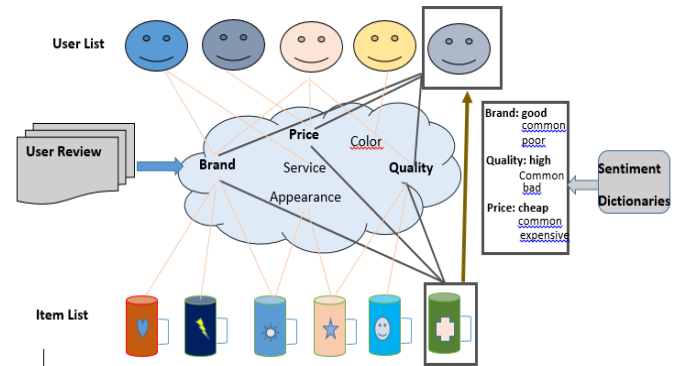 User List
User Review
Brand
Price
Color
Service
Quality
Appearance
Brand: good
common
poor
Quality: high
Common
bad
Price: cheap
common
expensive
Sentiment
Dictionaries
Item List